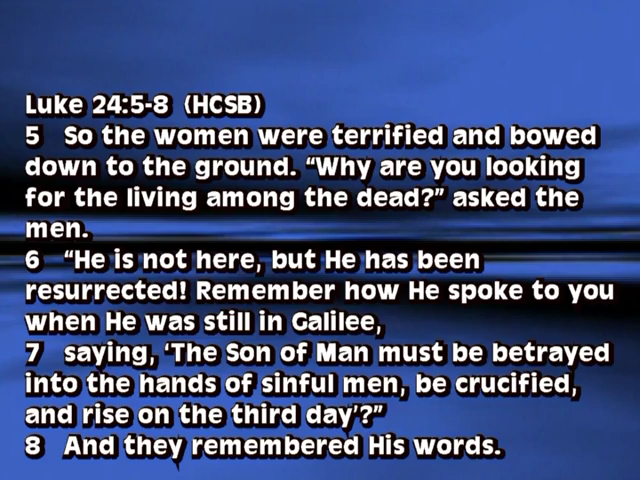 Luke 24:5-8 (HCSB)
5 So the women were terrified and bowed
down to the ground. “Why are you looking
for the living among the dead?” asked the
men.
6 “He is not here, but He has been
resurrected! Remember how He spoke to you
when He was still in Galilee,
7 saying, ‘The Son of Man must be betrayed
into the hands of sinful men, be crucified,
and rise on the third day’?”
8 And they remembered His words.